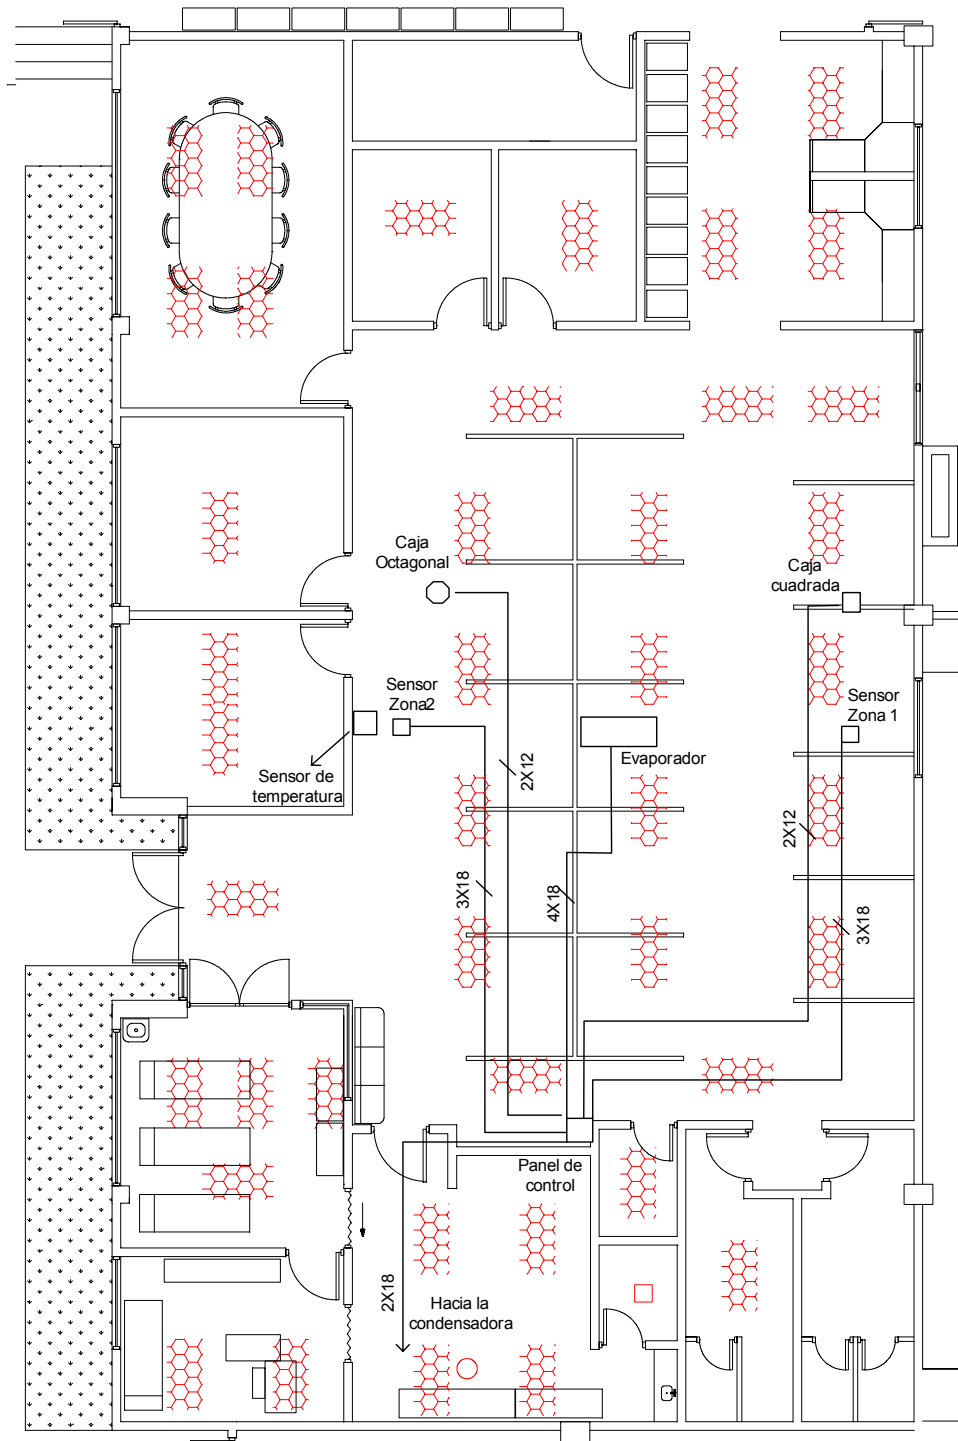 Caja
Octagonal
Caja
cuadrada
Sensor
Zona2
Sensor
Zona 1
Sensor de
temperatura
Evaporador
2X12
2X12
3X18
4X18
3X18
Panel de
control
2X18
Hacia la
condensadora